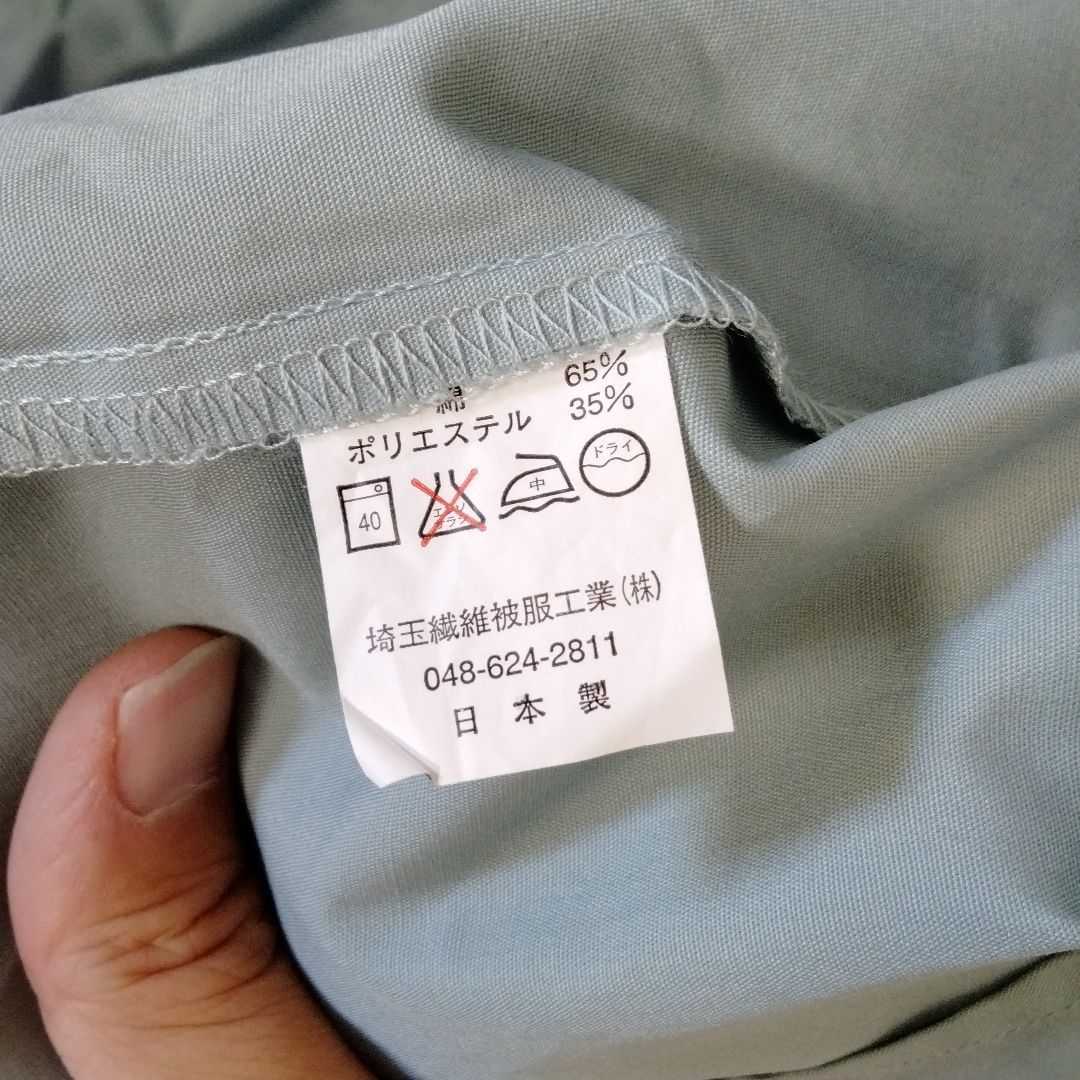 綿 65%
ポリエステル 35%
40 エンソ サラシ 中 ドライ
埼玉繊維被服工業(株)
048-624-2811
日本製